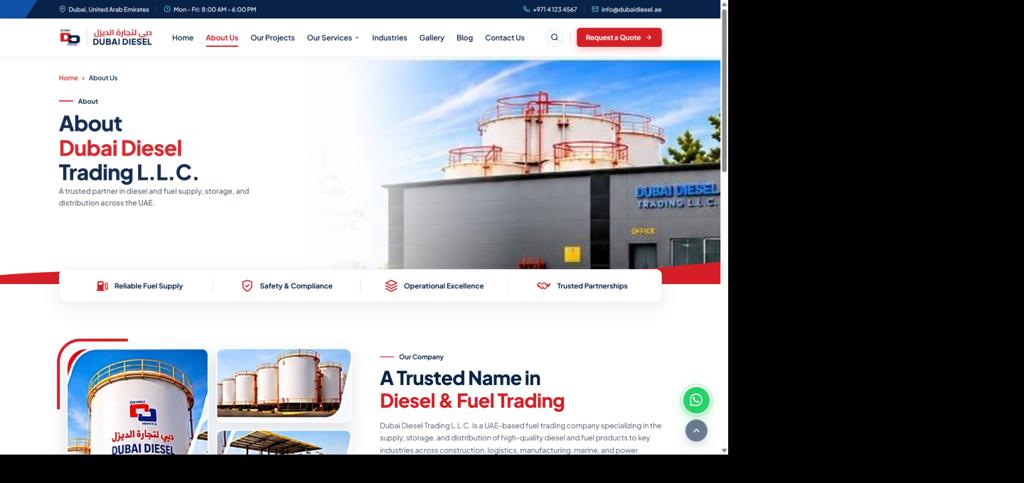 Dubai, United Arab Emirates
Mon - Fri: 8:00 AM - 6:00 PM
+971 4 123 4567
info@dubaidiesel.ae
DUBAI
DIESEL
دبي لتجارة الديزل
DUBAI DIESEL
Home
About Us
Our Projects
Our Services
Industries
Gallery
Blog
Contact Us
Request a Quote
Home › About Us
About
About
Dubai Diesel
Trading L.L.C.
A trusted partner in diesel and fuel supply, storage, and
distribution across the UAE.
DUBAI DIESEL
TRADING L.L.C.
OFFICE
Reliable Fuel Supply
Safety & Compliance
Operational Excellence
Trusted Partnerships
دبي لتجارة الديزل
DUBAI DIESEL
Our Company
A Trusted Name in
Diesel & Fuel Trading
Dubai Diesel Trading L.L.C. is a UAE-based fuel trading company specializing in the
supply, storage, and distribution of high-quality diesel and fuel products to key
industries across construction, logistics, manufacturing, marine, and power